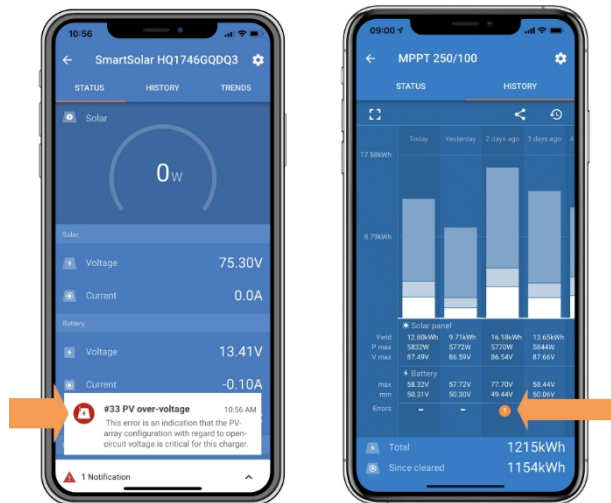 10:56
SmartSolar HQ1746GQDQ3
STATUS HISTORY TRENDS
Solar
0W
Solar
Voltage 75.30V
Current 0.0A
Battery
Voltage 13.41V
Current -0.10A
#33 PV over-voltage 10:56 AM
This error is an indication that the PV-
array configuration with regard to open-
circuit voltage is critical for this charger.
1 Notification
09:00
MPPT 250/100
STATUS HISTORY
Today Yesterday 2 days ago 3 days ago 4
17.58kWh
8.79kWh
Solar panel
Yield 12.80kWh 9.71kWh 16.18kWh 13.65kWh
P max 5832W 5772W 5770W 5844W
V max 87.49V 86.59V 86.54V 87.66V
Battery
max 58.32V 57.72V 77.70V 58.44V
min 50.31V 50.30V 49.44V 50.06V
Errors - - 1
Total 1215kWh
Since cleared 1154kWh